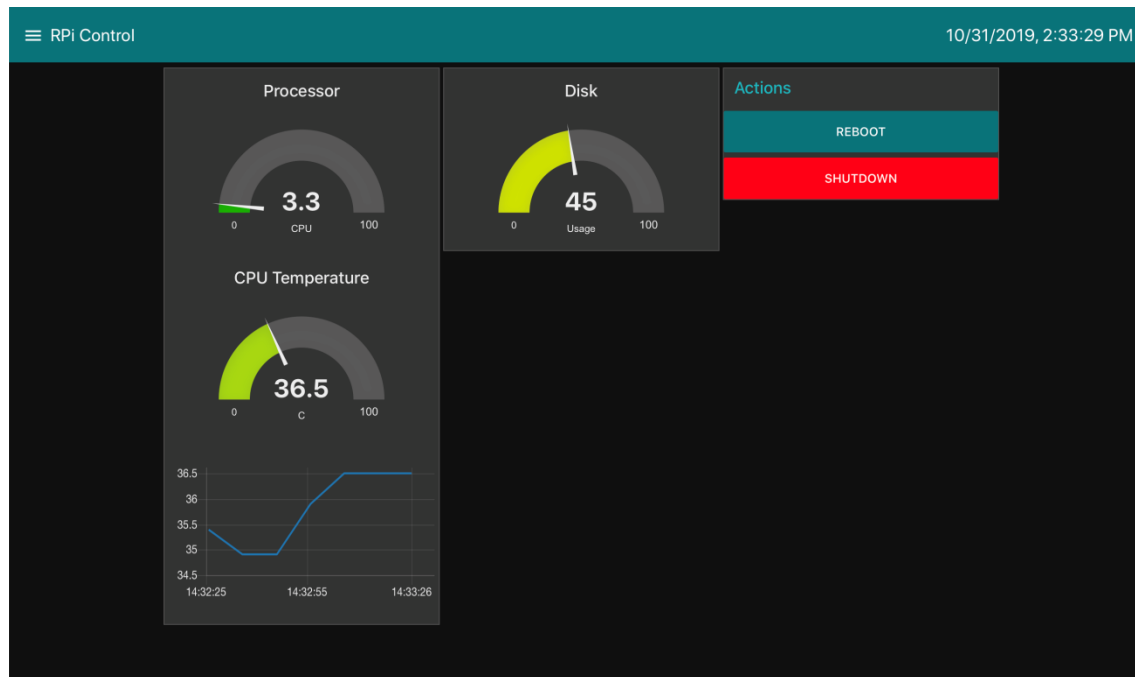 RPi Control
10/31/2019, 2:33:29 PM
Processor
3.3
0
CPU
100
CPU Temperature
36.5
0
C
100
36.5
36
35.5
35
34.5
14:32:25
14:32:55
14:33:26
Disk
45
0
Usage
100
Actions
REBOOT
SHUTDOWN